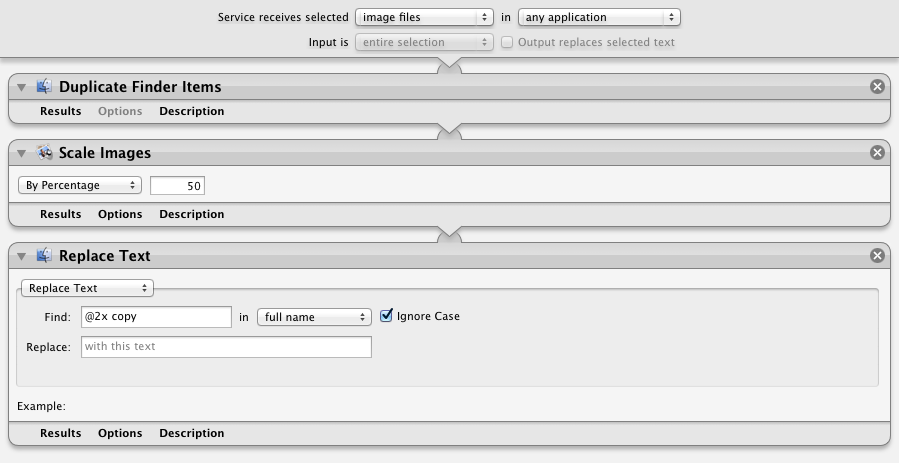 Service receives selected image files in any application
Input is entire selection Output replaces selected text
Duplicate Finder Items
Results Options Description
Scale Images
By Percentage 50
Results Options Description
Replace Text
Replace Text
Find: @2x copy in full name Ignore Case
Replace: with this text
Example:
Results Options Description